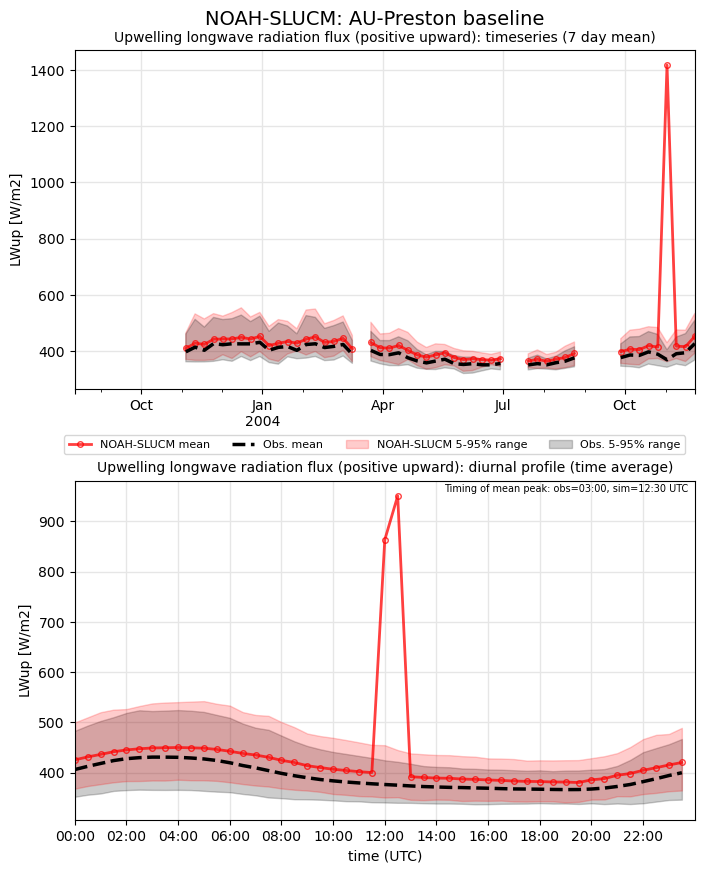 NOAH-SLUCM: AU-Preston baseline
Upwelling longwave radiation flux (positive upward): timeseries (7 day mean)
1400
1200
1000
800
600
400
LWup [W/m2]
Oct Jan Apr Jul Oct
2004
NOAH-SLUCM mean Obs. mean NOAH-SLUCM 5-95% range Obs. 5-95% range
Upwelling longwave radiation flux (positive upward): diurnal profile (time average)
Timing of mean peak: obs=03:00, sim=12:30 UTC
900
800
700
600
500
400
LWup [W/m2]
00:00 02:00 04:00 06:00 08:00 10:00 12:00 14:00 16:00 18:00 20:00 22:00
time (UTC)